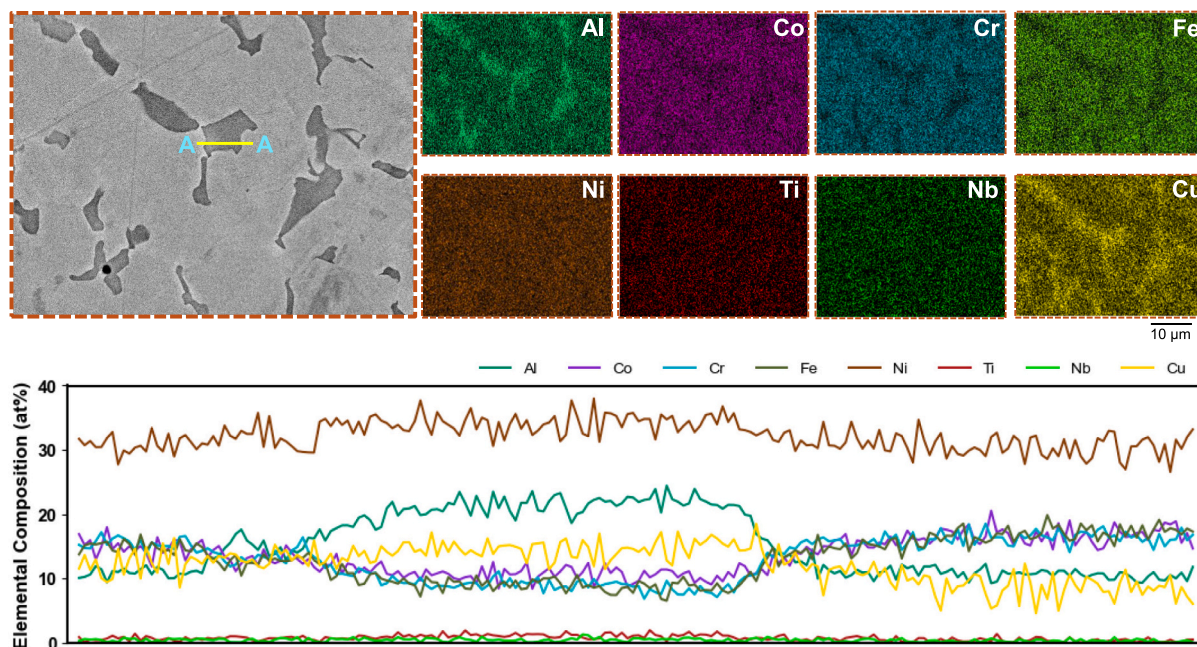 Al
Co
Cr
Fe
A A
Ni
Ti
Nb
Cu
10 µm
Al Co Cr Fe Ni Ti Nb Cu
Elemental Composition (at%)
40
30
20
10
0